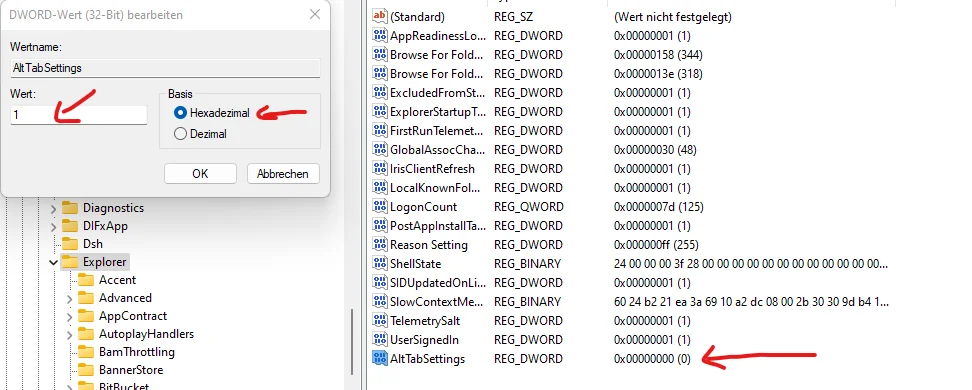 DWORD-Wert (32-Bit) bearbeiten
Wertname:
AltTabSettings
Wert:
1
Basis
Hexadezimal
Dezimal
OK
Abbrechen
Diagnostics
DIFxApp
Dsh
Explorer
Accent
Advanced
AppContract
AutoplayHandlers
BamThrottling
BannerStore
BitBucket
(Standard) REG_SZ (Wert nicht festgelegt)
AppReadinessLo... REG_DWORD 0x00000001 (1)
Browse For Fold... REG_DWORD 0x00000158 (344)
Browse For Fold... REG_DWORD 0x0000013e (318)
ExcludedFromSt... REG_DWORD 0x00000001 (1)
ExplorerStartupT... REG_DWORD 0x00000001 (1)
FirstRunTelemet... REG_DWORD 0x00000001 (1)
GlobalAssocCha... REG_DWORD 0x00000030 (48)
IrisClientRefresh REG_DWORD 0x00000001 (1)
LocalKnownFol... REG_DWORD 0x00000001 (1)
LogonCount REG_QWORD 0x0000007d (125)
PostAppInstallTa... REG_DWORD 0x00000001 (1)
Reason Setting REG_DWORD 0x000000ff (255)
ShellState REG_BINARY 24 00 00 00 3f 28 00 00 00 00 00 00 00 00 00 00 00...
SIDUpdatedOnLi... REG_DWORD 0x00000001 (1)
SlowContextMe... REG_BINARY 60 24 b2 21 ea 3a 69 10 a2 dc 08 00 2b 30 30 9d b4 1...
TelemetrySalt REG_DWORD 0x00000001 (1)
UserSignedIn REG_DWORD 0x00000001 (1)
AltTabSettings REG_DWORD 0x00000000 (0)